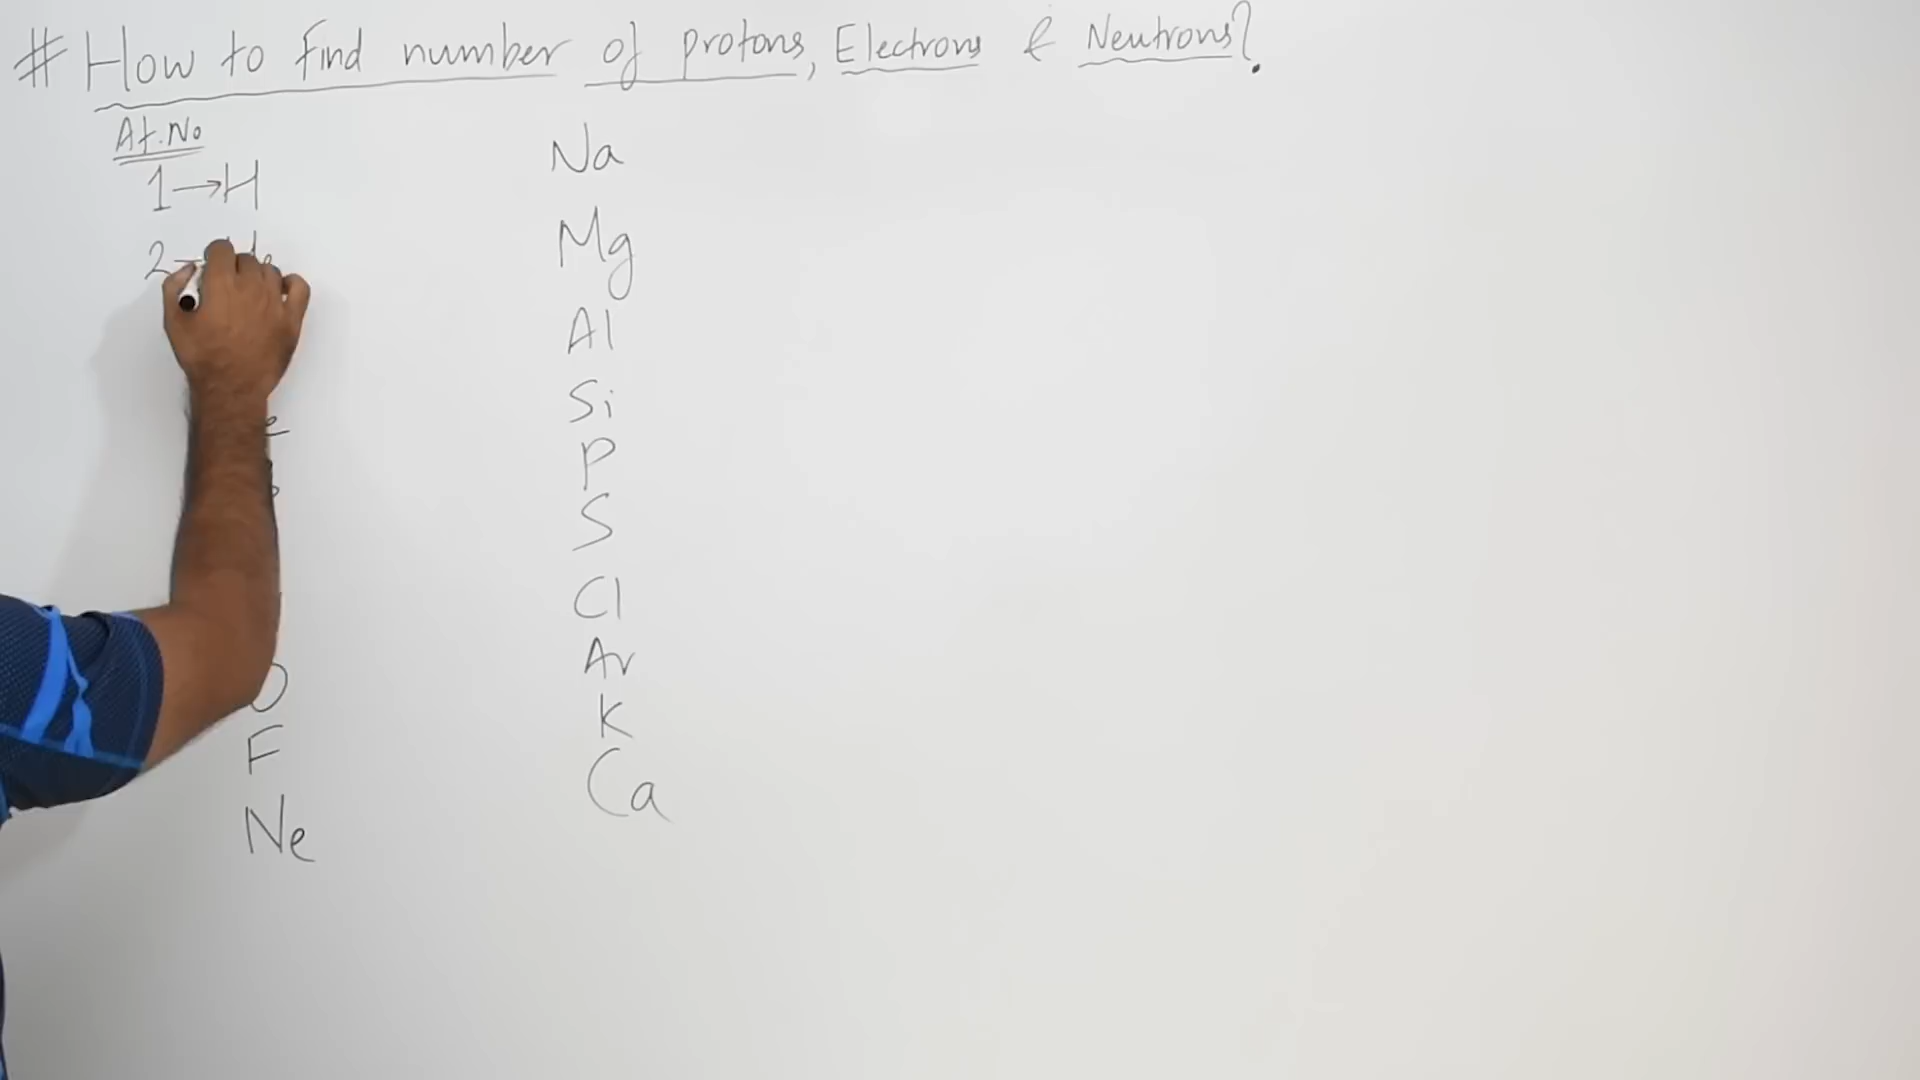 # How to find number of protons, Electrons & Neutrons?
At.No
1→H
2
O
F
Ne
Na
Mg
Al
Si
P
S
Cl
Ar
K
Ca